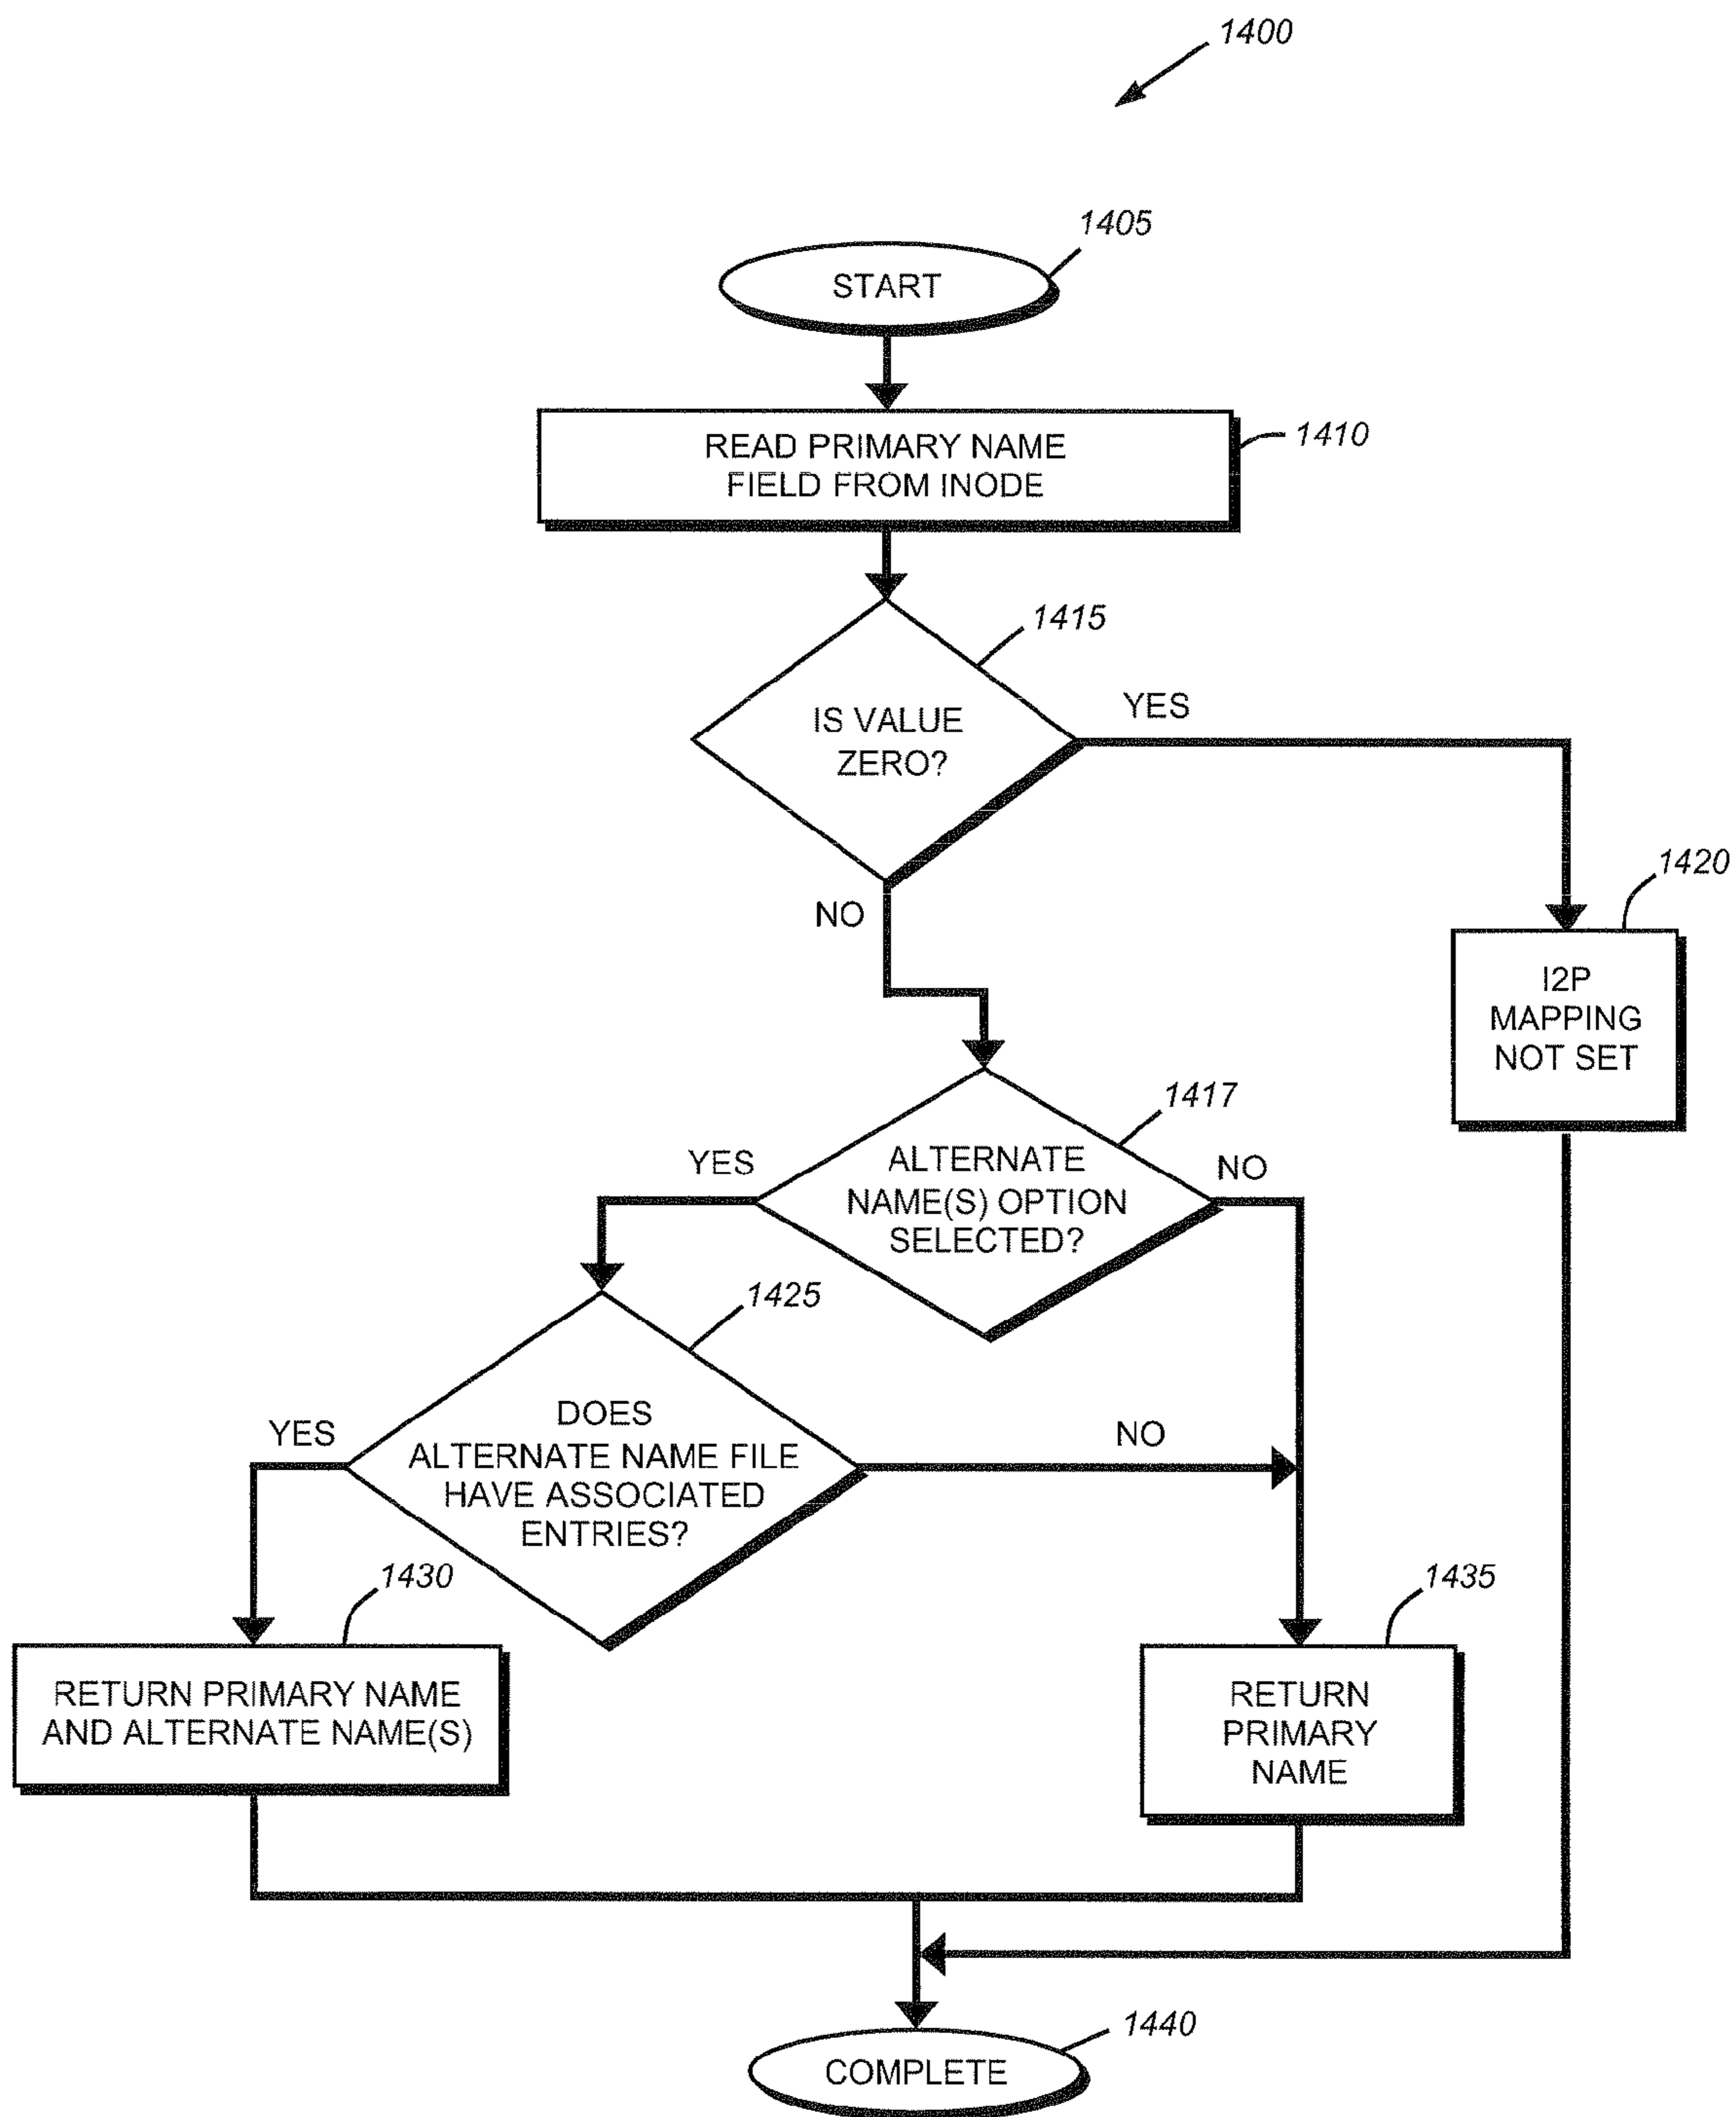 1400
1405
START
READ PRIMARY NAME
FIELD FROM INODE
1410
1415
IS VALUE
ZERO?
YES
NO
1420
I2P
MAPPING
NOT SET
1417
ALTERNATE
NAME(S) OPTION
SELECTED?
YES
NO
1425
DOES
ALTERNATE NAME FILE
HAVE ASSOCIATED
ENTRIES?
YES
NO
1430
RETURN PRIMARY NAME
AND ALTERNATE NAME(S)
1435
RETURN
PRIMARY
NAME
1440
COMPLETE